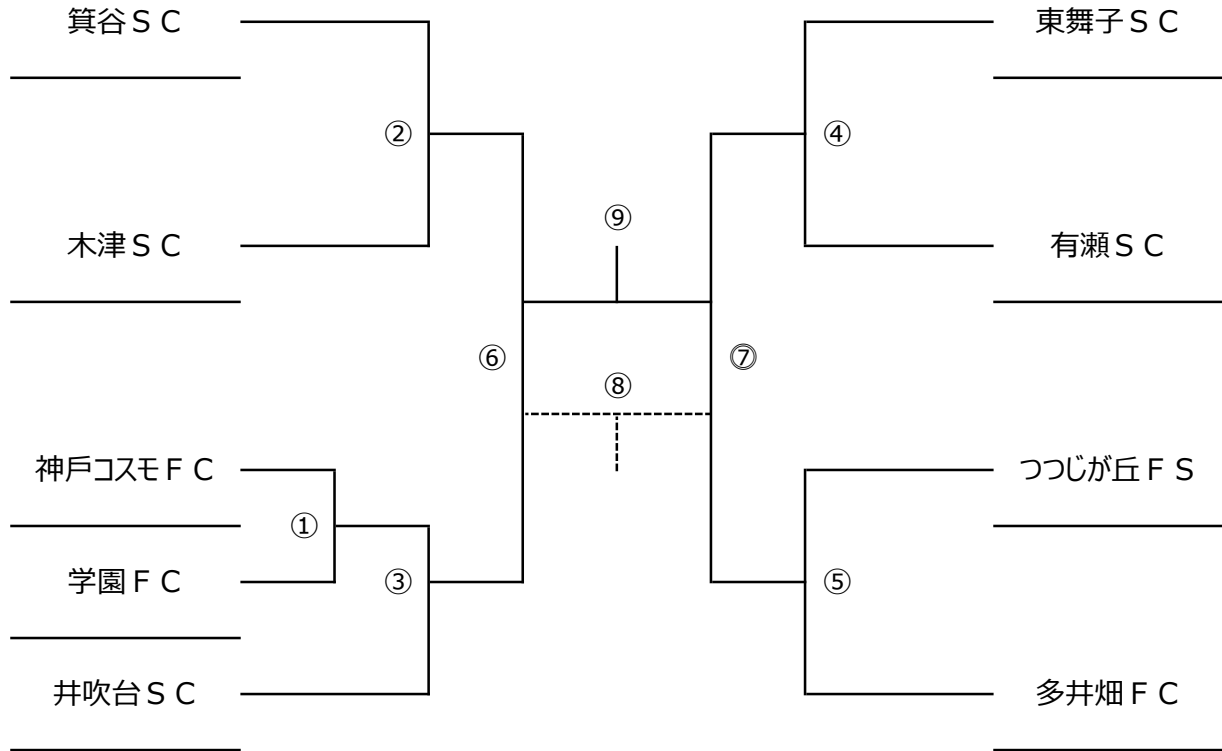 箕谷ＳＣ
東舞子ＳＣ
②
④
⑨
木津ＳＣ
有瀬ＳＣ
⑥
⑦
⑧
神戸コスモＦＣ
つつじが丘ＦＳ
①
学園ＦＣ
③
⑤
井吹台ＳＣ
多井畑ＦＣ